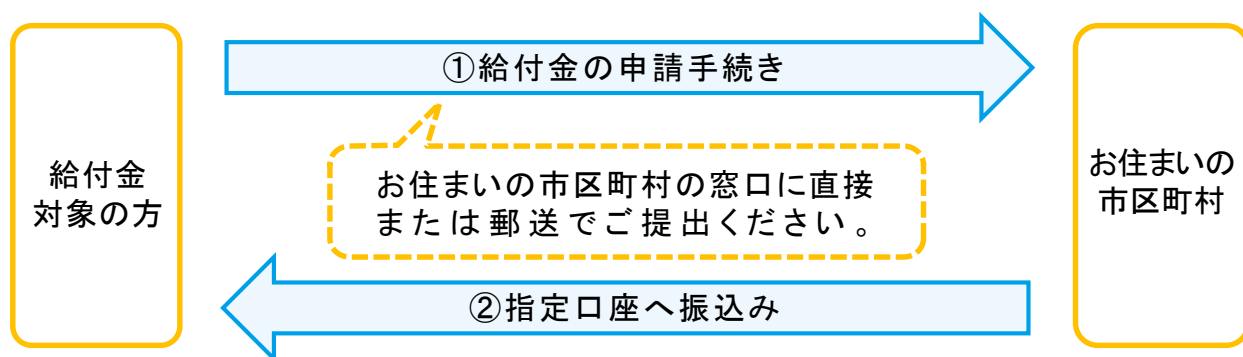 給付金
対象の方
①給付金の申請手続き
お住まいの市区町村の窓口に直接
または郵送でご提出ください。
②指定口座へ振込み
お住まいの
市区町村